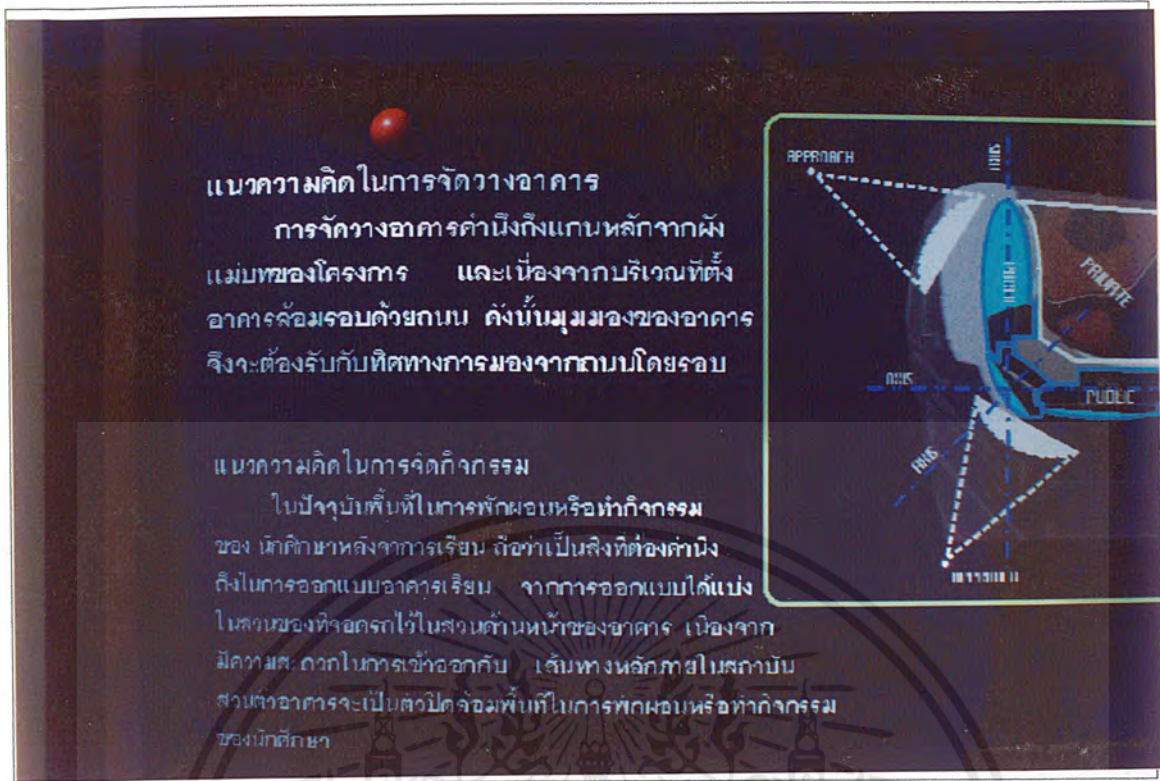 แนวความคิดในการจัดวางอาคาร
การจัดวางอาคารคำนึงถึงแกนหลักจากผัง
แม่บทของโครงการ และเนื่องจากบริเวณที่ตั้ง
อาคารล้อมรอบด้วยถนน ดังนั้นมุมมองของอาคาร
จึงจะต้องรับกับทิศทางการมองจากถนนโดยรอบ
แนวความคิดในการจัดกิจกรรม
ในปัจจุบันพื้นที่ในการพักผ่อนหรือทำกิจกรรม
ของ นักศึกษาหลังจาการเรียน ถือว่าเป็นสิ่งที่ต้องคำนึง
ถึงในการออกแบบอาคารเรียน จากการออกแบบได้แบ่ง
ในส่วนของที่จอดรถไว้ในส่วนด้านหน้าของอาคาร เนื่องจาก
มีความสะดวกในการเข้าออกกับ เส้นทางหลักภายในสถาบัน
ส่วนตัวอาคารจะเป็นตัวปิดล้อมพื้นที่ในการพักผ่อนหรือทำกิจกรรม
ของนักศึกษา
APPROACH
AXIS
PRIVATE
AXIS
PUBLIC
AXIS
APPROACH